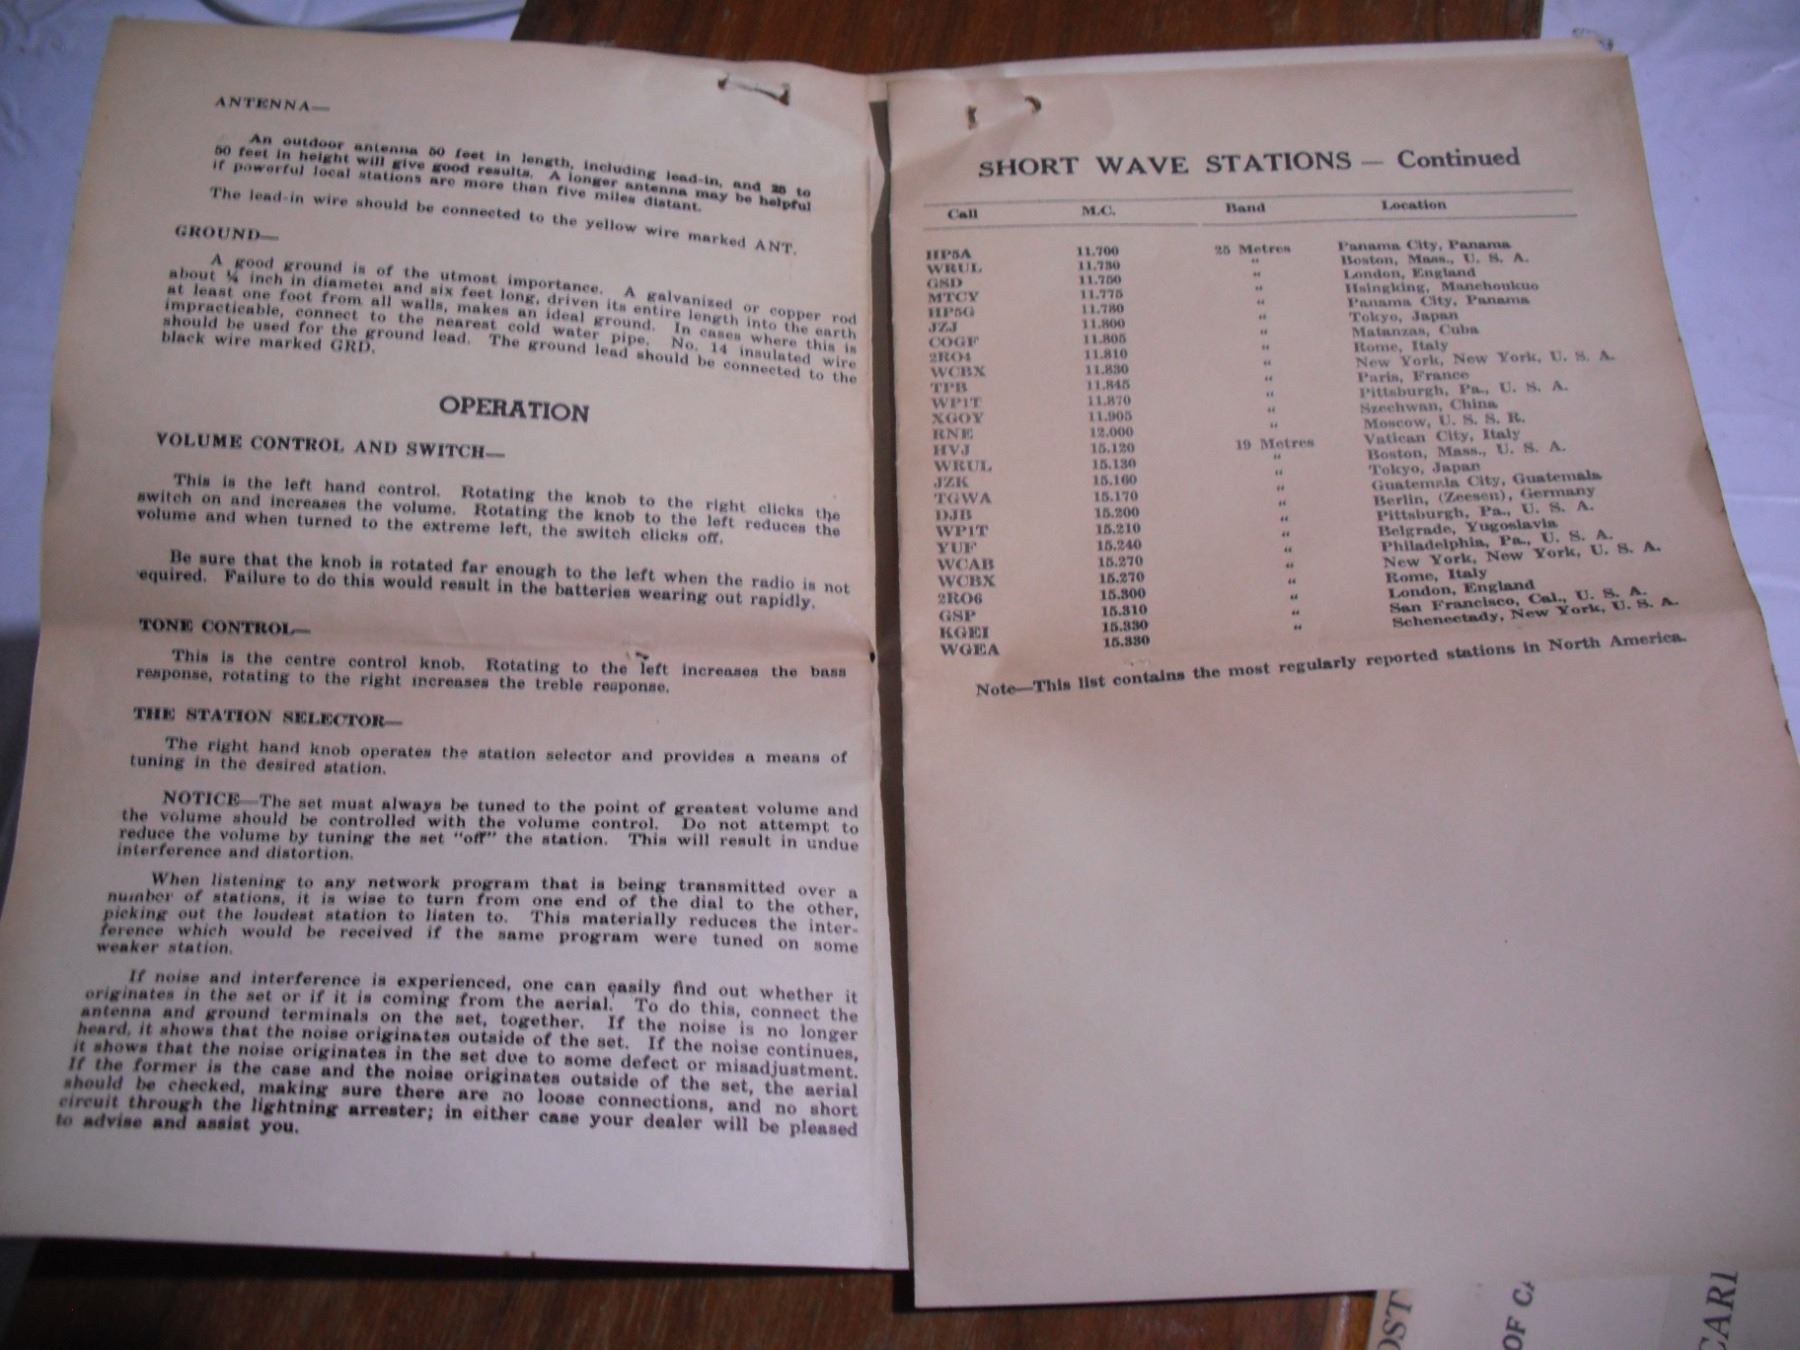 ANTENNA—
An outdoor antenna 50 feet in length, including lead-in, and 25 to
50 feet in height will give good results. A longer antenna may be helpful
if powerful local stations are more than five miles distant.
The lead-in wire should be connected to the yellow wire marked ANT.
GROUND—
A good ground is of the utmost importance. A galvanized or copper rod
about ¼ inch in diameter and six feet long, driven its entire length into the earth
at least one foot from all walls, makes an ideal ground. In cases where this is
impracticable, connect to the nearest cold water pipe. No. 14 insulated wire
should be used for the ground lead. The ground lead should be connected to the
black wire marked GRD.
OPERATION
VOLUME CONTROL AND SWITCH—
This is the left hand control. Rotating the knob to the right clicks the
switch on and increases the volume. Rotating the knob to the left reduces the
volume and when turned to the extreme left, the switch clicks off.
Be sure that the knob is rotated far enough to the left when the radio is not
equired. Failure to do this would result in the batteries wearing out rapidly.
TONE CONTROL—
This is the centre control knob. Rotating to the left increases the bass
response, rotating to the right increases the treble response.
THE STATION SELECTOR—
The right hand knob operates the station selector and provides a means of
tuning in the desired station.
NOTICE—The set must always be tuned to the point of greatest volume and
the volume should be controlled with the volume control. Do not attempt to
reduce the volume by tuning the set "off" the station. This will result in undue
interference and distortion.
When listening to any network program that is being transmitted over a
number of stations, it is wise to turn from one end of the dial to the other,
picking out the loudest station to listen to. This materially reduces the inter-
ference which would be received if the same program were tuned on some
weaker station.
If noise and interference is experienced, one can easily find out whether it
originates in the set or if it is coming from the aerial. To do this, connect the
antenna and ground terminals on the set, together. If the noise is no longer
heard, it shows that the noise originates outside of the set. If the noise continues,
it shows that the noise originates in the set due to some defect or misadjustment.
If the former is the case and the noise originates outside of the set, the aerial
should be checked, making sure there are no loose connections, and no short
circuit through the lightning arrester; in either case your dealer will be pleased
to advise and assist you.
SHORT WAVE STATIONS — Continued
Call M.C. Band Location
HP5A 11.700 25 Metres Panama City, Panama
WRUL 11.730 " Boston, Mass., U. S. A.
GSD 11.750 " London, England
MTCY 11.775 " Hsingking, Manchoukuo
HP5G 11.780 " Panama City, Panama
JZJ 11.800 " Tokyo, Japan
COGF 11.805 " Matanzas, Cuba
2RO4 11.810 " Rome, Italy
WCBX 11.830 " New York, New York, U. S. A.
TPB 11.845 " Paris, France
WP1T 11.870 " Pittsburgh, Pa., U. S. A.
XGOY 11.905 " Szechwan, China
RNE 12.000 " Moscow, U. S. S. R.
HVJ 15.120 19 Metres Vatican City, Italy
WRUL 15.130 " Boston, Mass., U. S. A.
JZK 15.160 " Tokyo, Japan
TGWA 15.170 " Guatemala City, Guatemala
DJB 15.200 " Berlin, (Zeesen), Germany
WP1T 15.210 " Pittsburgh, Pa., U. S. A.
YUF 15.240 " Belgrade, Yugoslavia
WCAB 15.270 " Philadelphia, Pa., U. S. A.
WCBX 15.270 " New York, New York, U. S. A.
2RO6 15.300 " Rome, Italy
GSP 15.310 " London, England
KGEI 15.330 " San Francisco, Cal., U. S. A.
WGEA 15.330 " Schenectady, New York, U. S. A.
Note—This list contains the most regularly reported stations in North America.
OST
OF CA
CARI